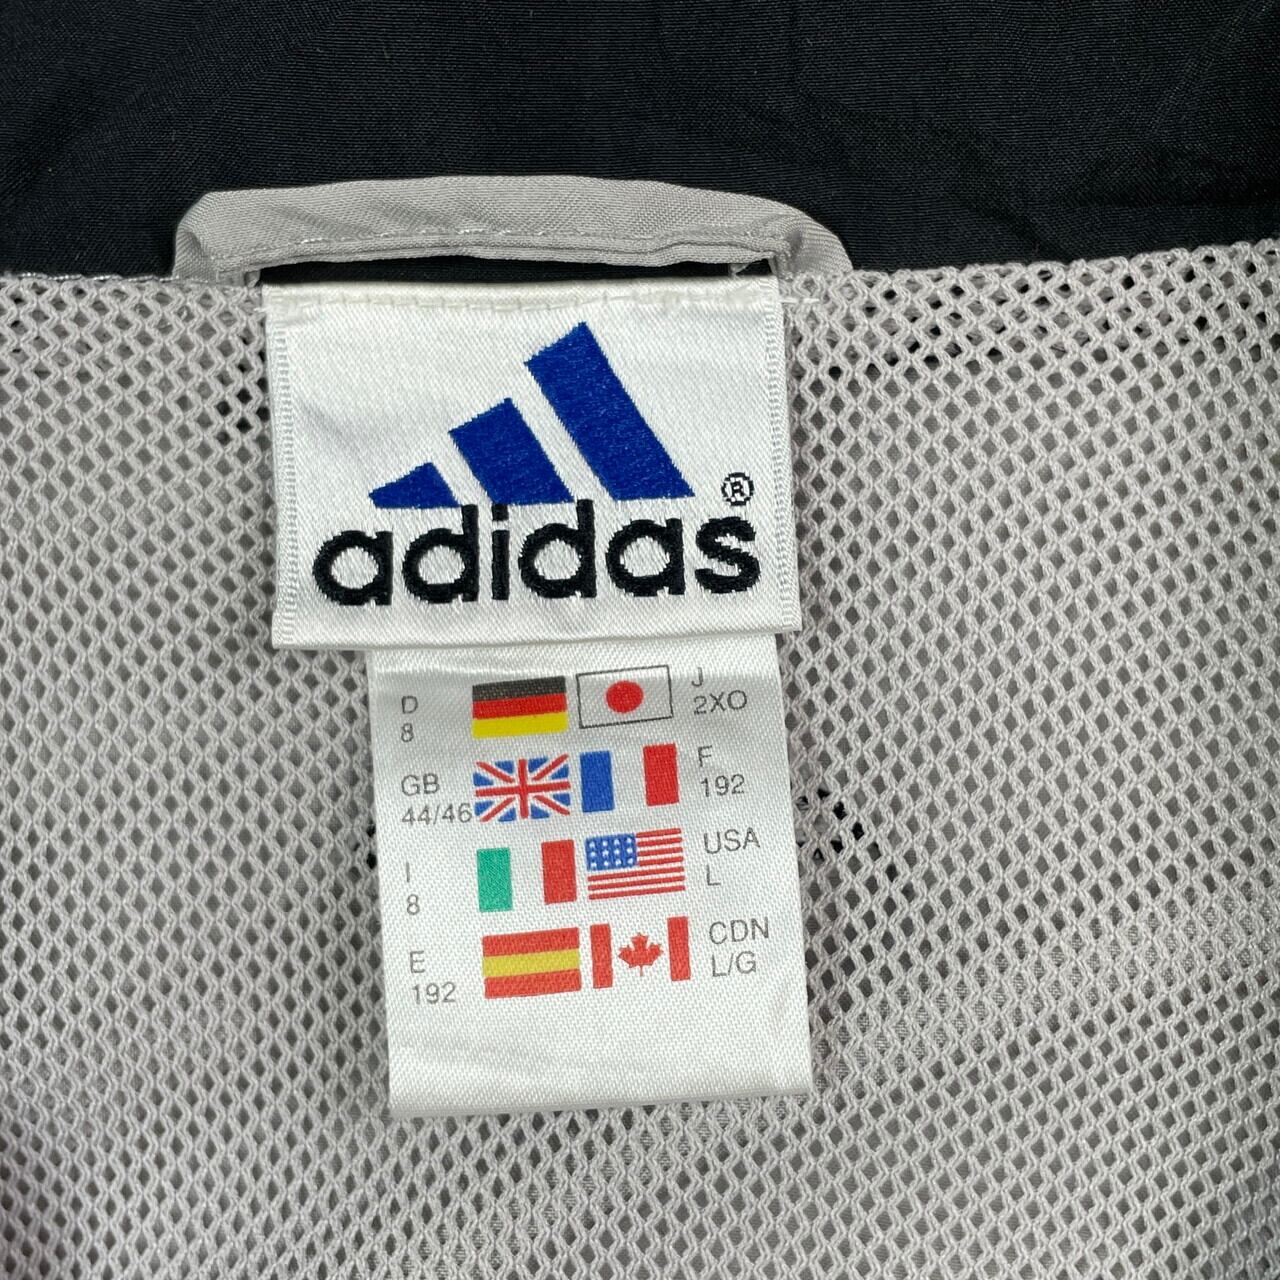 adidas®
D
8
J
2XO
GB
44/46
F
192
I
8
USA
L
E
192
CDN
L/G